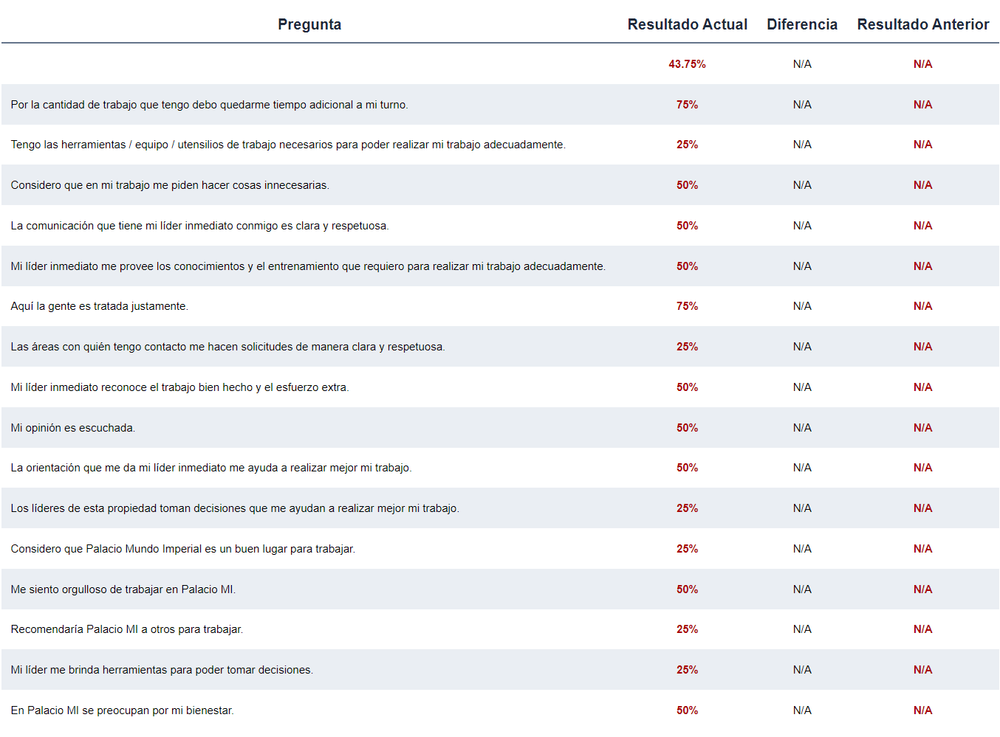 Pregunta Resultado Actual Diferencia Resultado Anterior
43.75% N/A N/A
Por la cantidad de trabajo que tengo debo quedarme tiempo adicional a mi turno. 75% N/A N/A
Tengo las herramientas / equipo / utensilios de trabajo necesarios para poder realizar mi trabajo adecuadamente. 25% N/A N/A
Considero que en mi trabajo me piden hacer cosas innecesarias. 50% N/A N/A
La comunicación que tiene mi líder inmediato conmigo es clara y respetuosa. 50% N/A N/A
Mi líder inmediato me provee los conocimientos y el entrenamiento que requiero para realizar mi trabajo adecuadamente. 50% N/A N/A
Aquí la gente es tratada justamente. 75% N/A N/A
Las áreas con quién tengo contacto me hacen solicitudes de manera clara y respetuosa. 25% N/A N/A
Mi líder inmediato reconoce el trabajo bien hecho y el esfuerzo extra. 50% N/A N/A
Mi opinión es escuchada. 50% N/A N/A
La orientación que me da mi líder inmediato me ayuda a realizar mejor mi trabajo. 50% N/A N/A
Los líderes de esta propiedad toman decisiones que me ayudan a realizar mejor mi trabajo. 25% N/A N/A
Considero que Palacio Mundo Imperial es un buen lugar para trabajar. 25% N/A N/A
Me siento orgulloso de trabajar en Palacio MI. 50% N/A N/A
Recomendaría Palacio MI a otros para trabajar. 25% N/A N/A
Mi líder me brinda herramientas para poder tomar decisiones. 25% N/A N/A
En Palacio MI se preocupan por mi bienestar. 50% N/A N/A